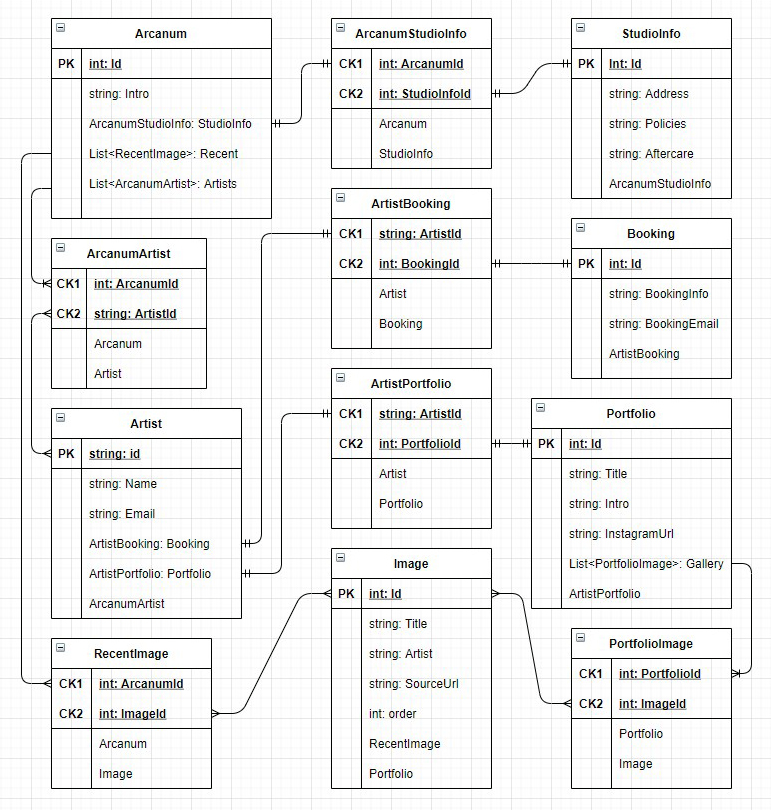 Arcanum
PK int: Id
string: Intro
ArcanumStudioInfo: StudioInfo
List<RecentImage>: Recent
List<ArcanumArtist>: Artists
ArcanumStudioInfo
CK1 int: ArcanumId
CK2 int: StudioInfoId
Arcanum
StudioInfo
StudioInfo
PK Int: Id
string: Address
string: Policies
string: Aftercare
ArcanumStudioInfo
ArcanumArtist
CK1 int: ArcanumId
CK2 string: ArtistId
Arcanum
Artist
ArtistBooking
CK1 string: ArtistId
CK2 int: BookingId
Artist
Booking
Booking
PK int: Id
string: BookingInfo
string: BookingEmail
ArtistBooking
Artist
PK string: id
string: Name
string: Email
ArtistBooking: Booking
ArtistPortfolio: Portfolio
ArcanumArtist
ArtistPortfolio
CK1 string: ArtistId
CK2 int: PortfolioId
Artist
Portfolio
Portfolio
PK int: Id
string: Title
string: Intro
string: InstagramUrl
List<PortfolioImage>: Gallery
ArtistPortfolio
RecentImage
CK1 int: ArcanumId
CK2 int: ImageId
Arcanum
Image
Image
PK int: Id
string: Title
string: Artist
string: SourceUrl
int: order
RecentImage
Portfolio
PortfolioImage
CK1 int: PortfolioId
CK2 int: ImageId
Portfolio
Image